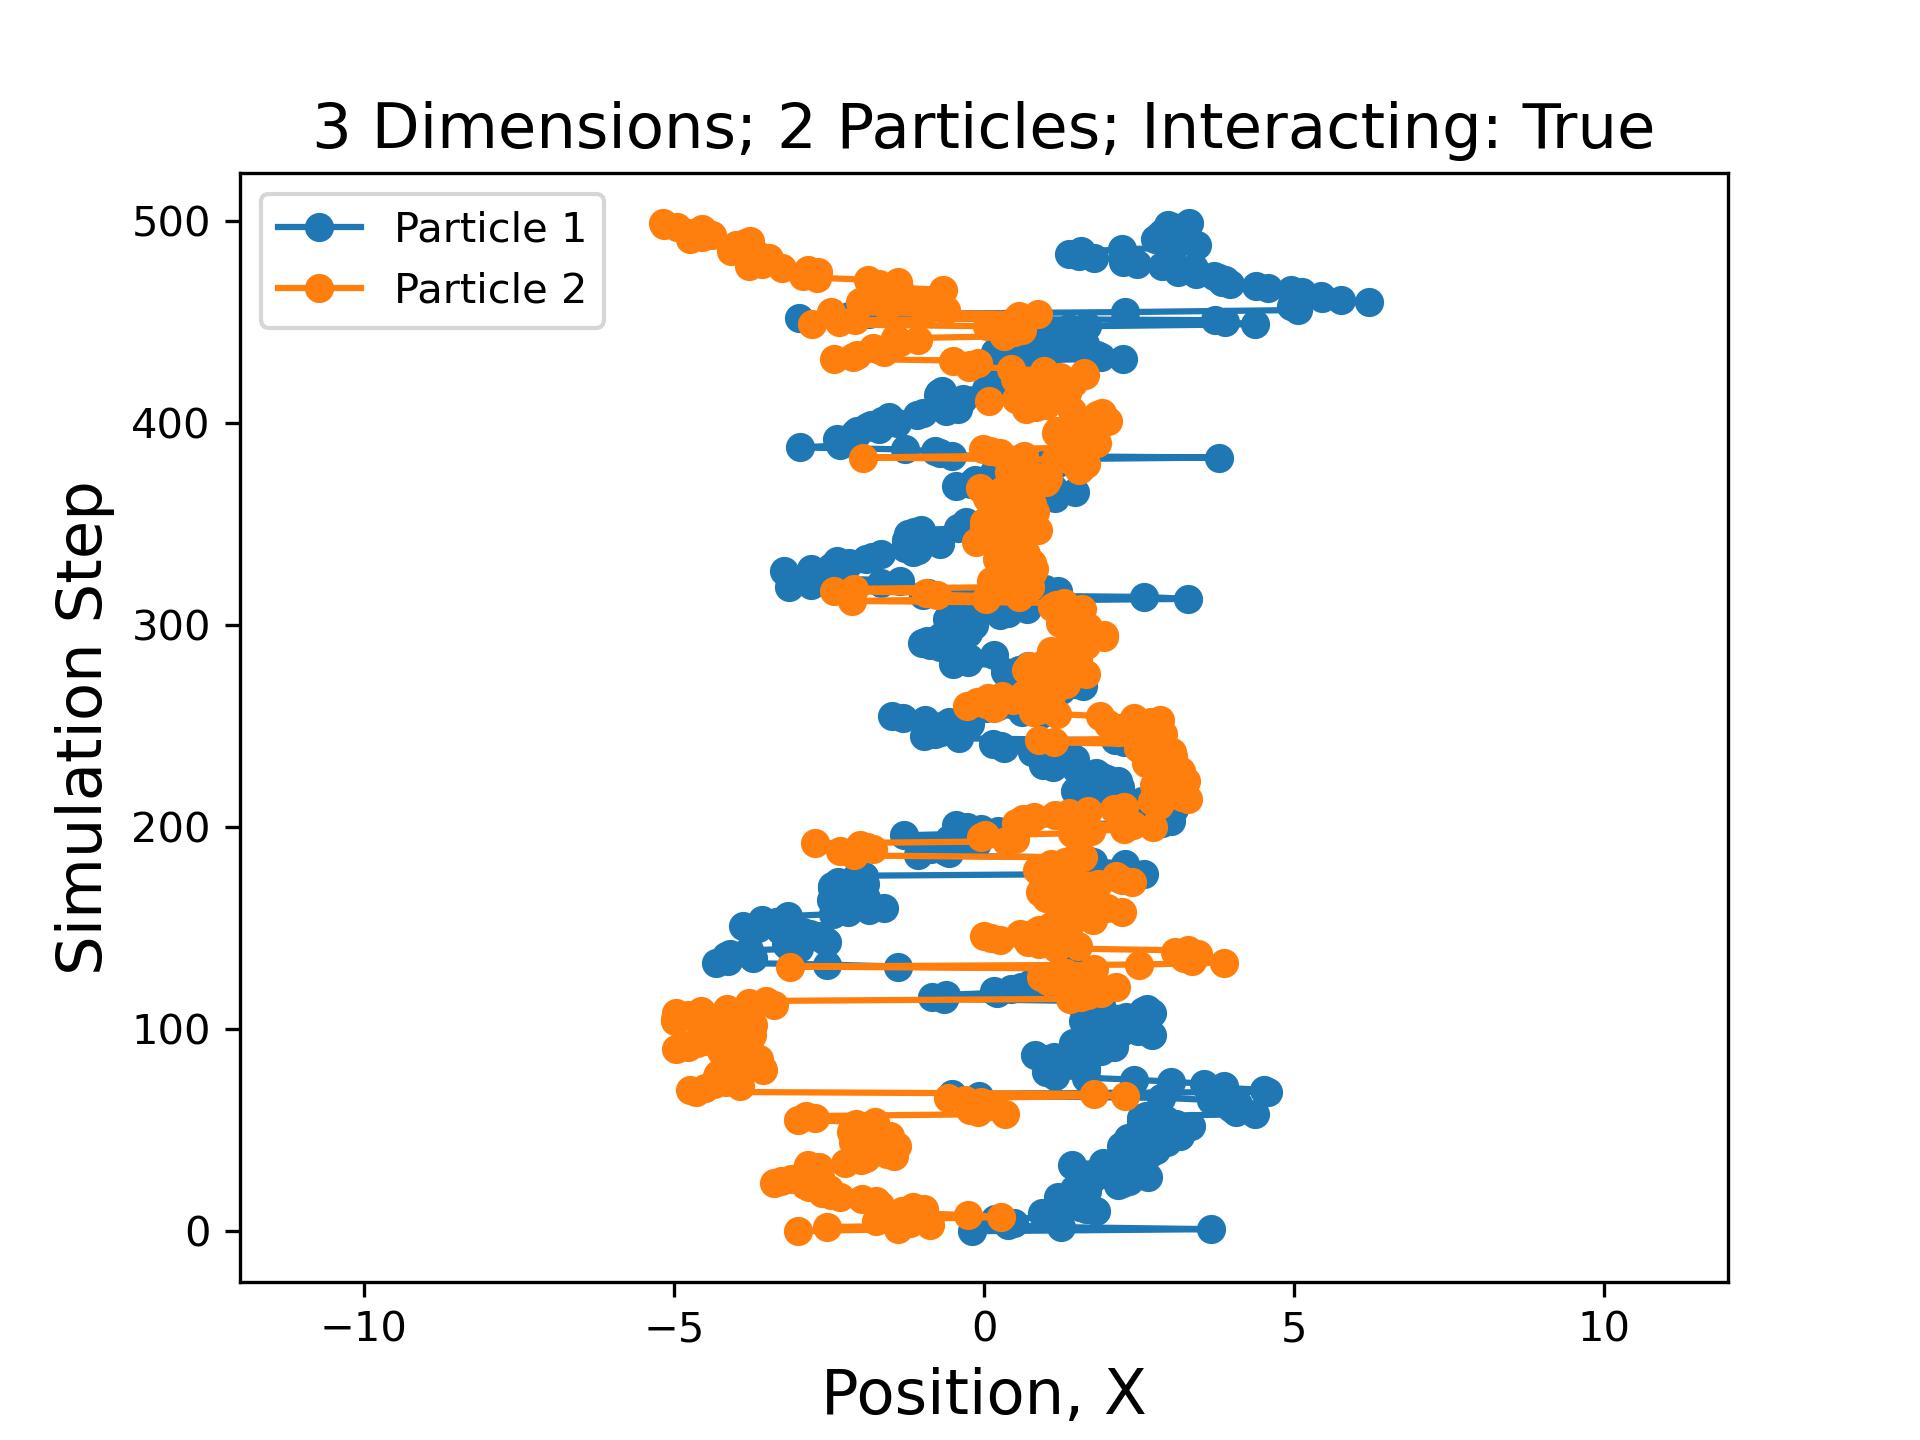 3 Dimensions; 2 Particles; Interacting: True
Particle 1
Particle 2
Simulation Step
500
400
300
200
100
0
−10
−5
0
5
10
Position, X